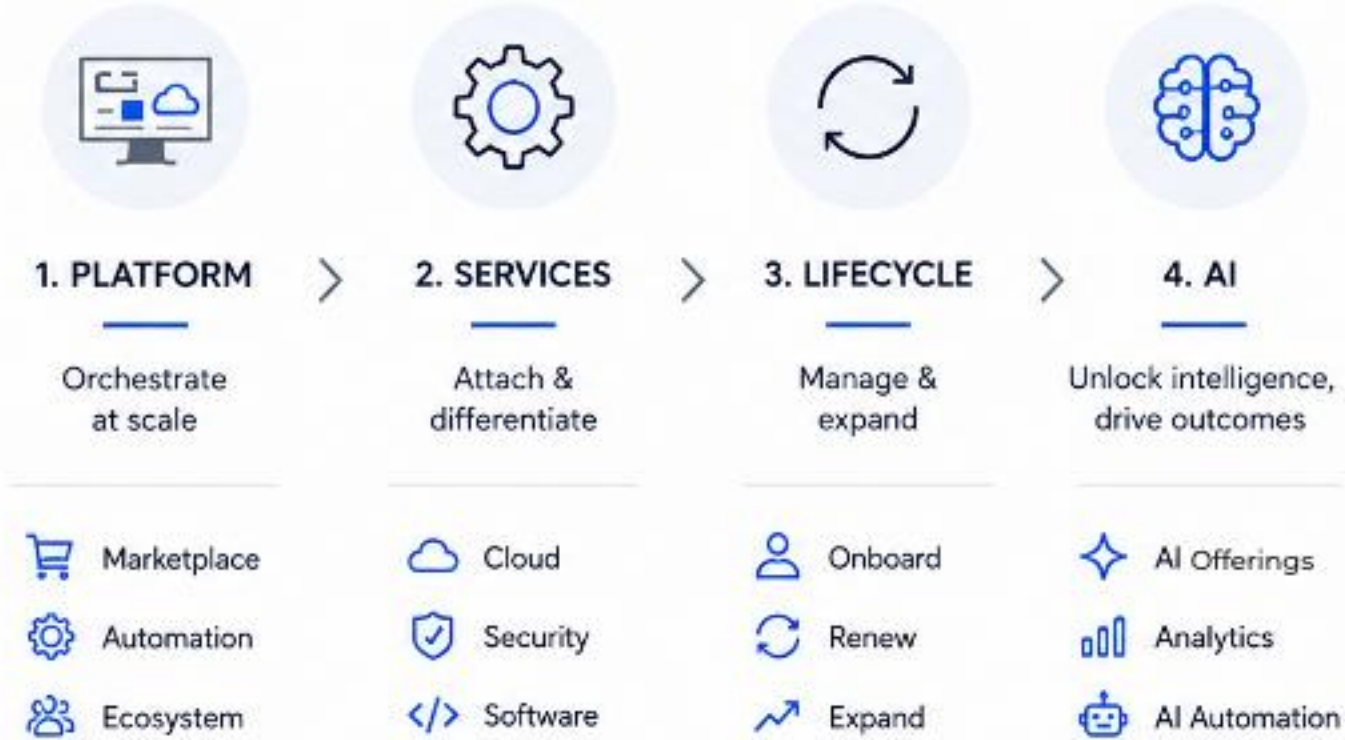 1. PLATFORM
Orchestrate
at scale
Marketplace
Automation
Ecosystem
2. SERVICES
Attach &
differentiate
Cloud
Security
Software
3. LIFECYCLE
Manage &
expand
Onboard
Renew
Expand
4. AI
Unlock intelligence,
drive outcomes
AI Offerings
Analytics
AI Automation